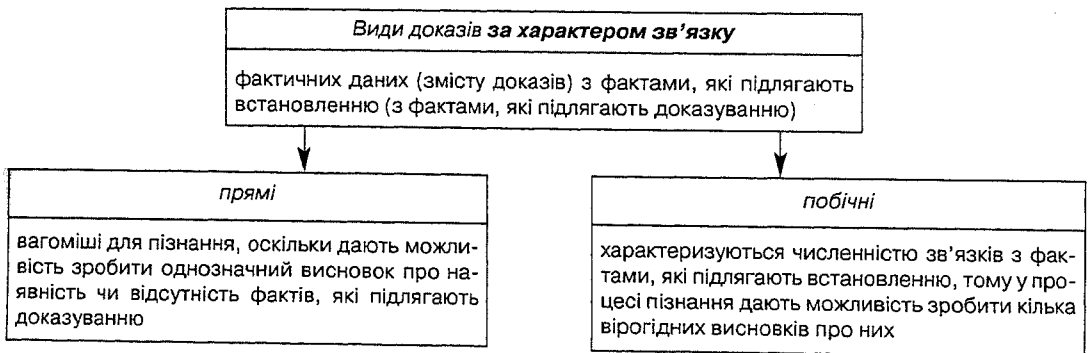 Види доказів за характером зв'язку
фактичних даних (змісту доказів) з фактами, які підлягають
встановленню (з фактами, які підлягають доказуванню)
прямі
вагоміші для пізнання, оскільки дають можли-
вість зробити однозначний висновок про на-
явність чи відсутність фактів, які підлягають
доказуванню
побічні
характеризуються численністю зв'язків з фак-
тами, які підлягають встановленню, тому у про-
цесі пізнання дають можливість зробити кілька
вірогідних висновків про них